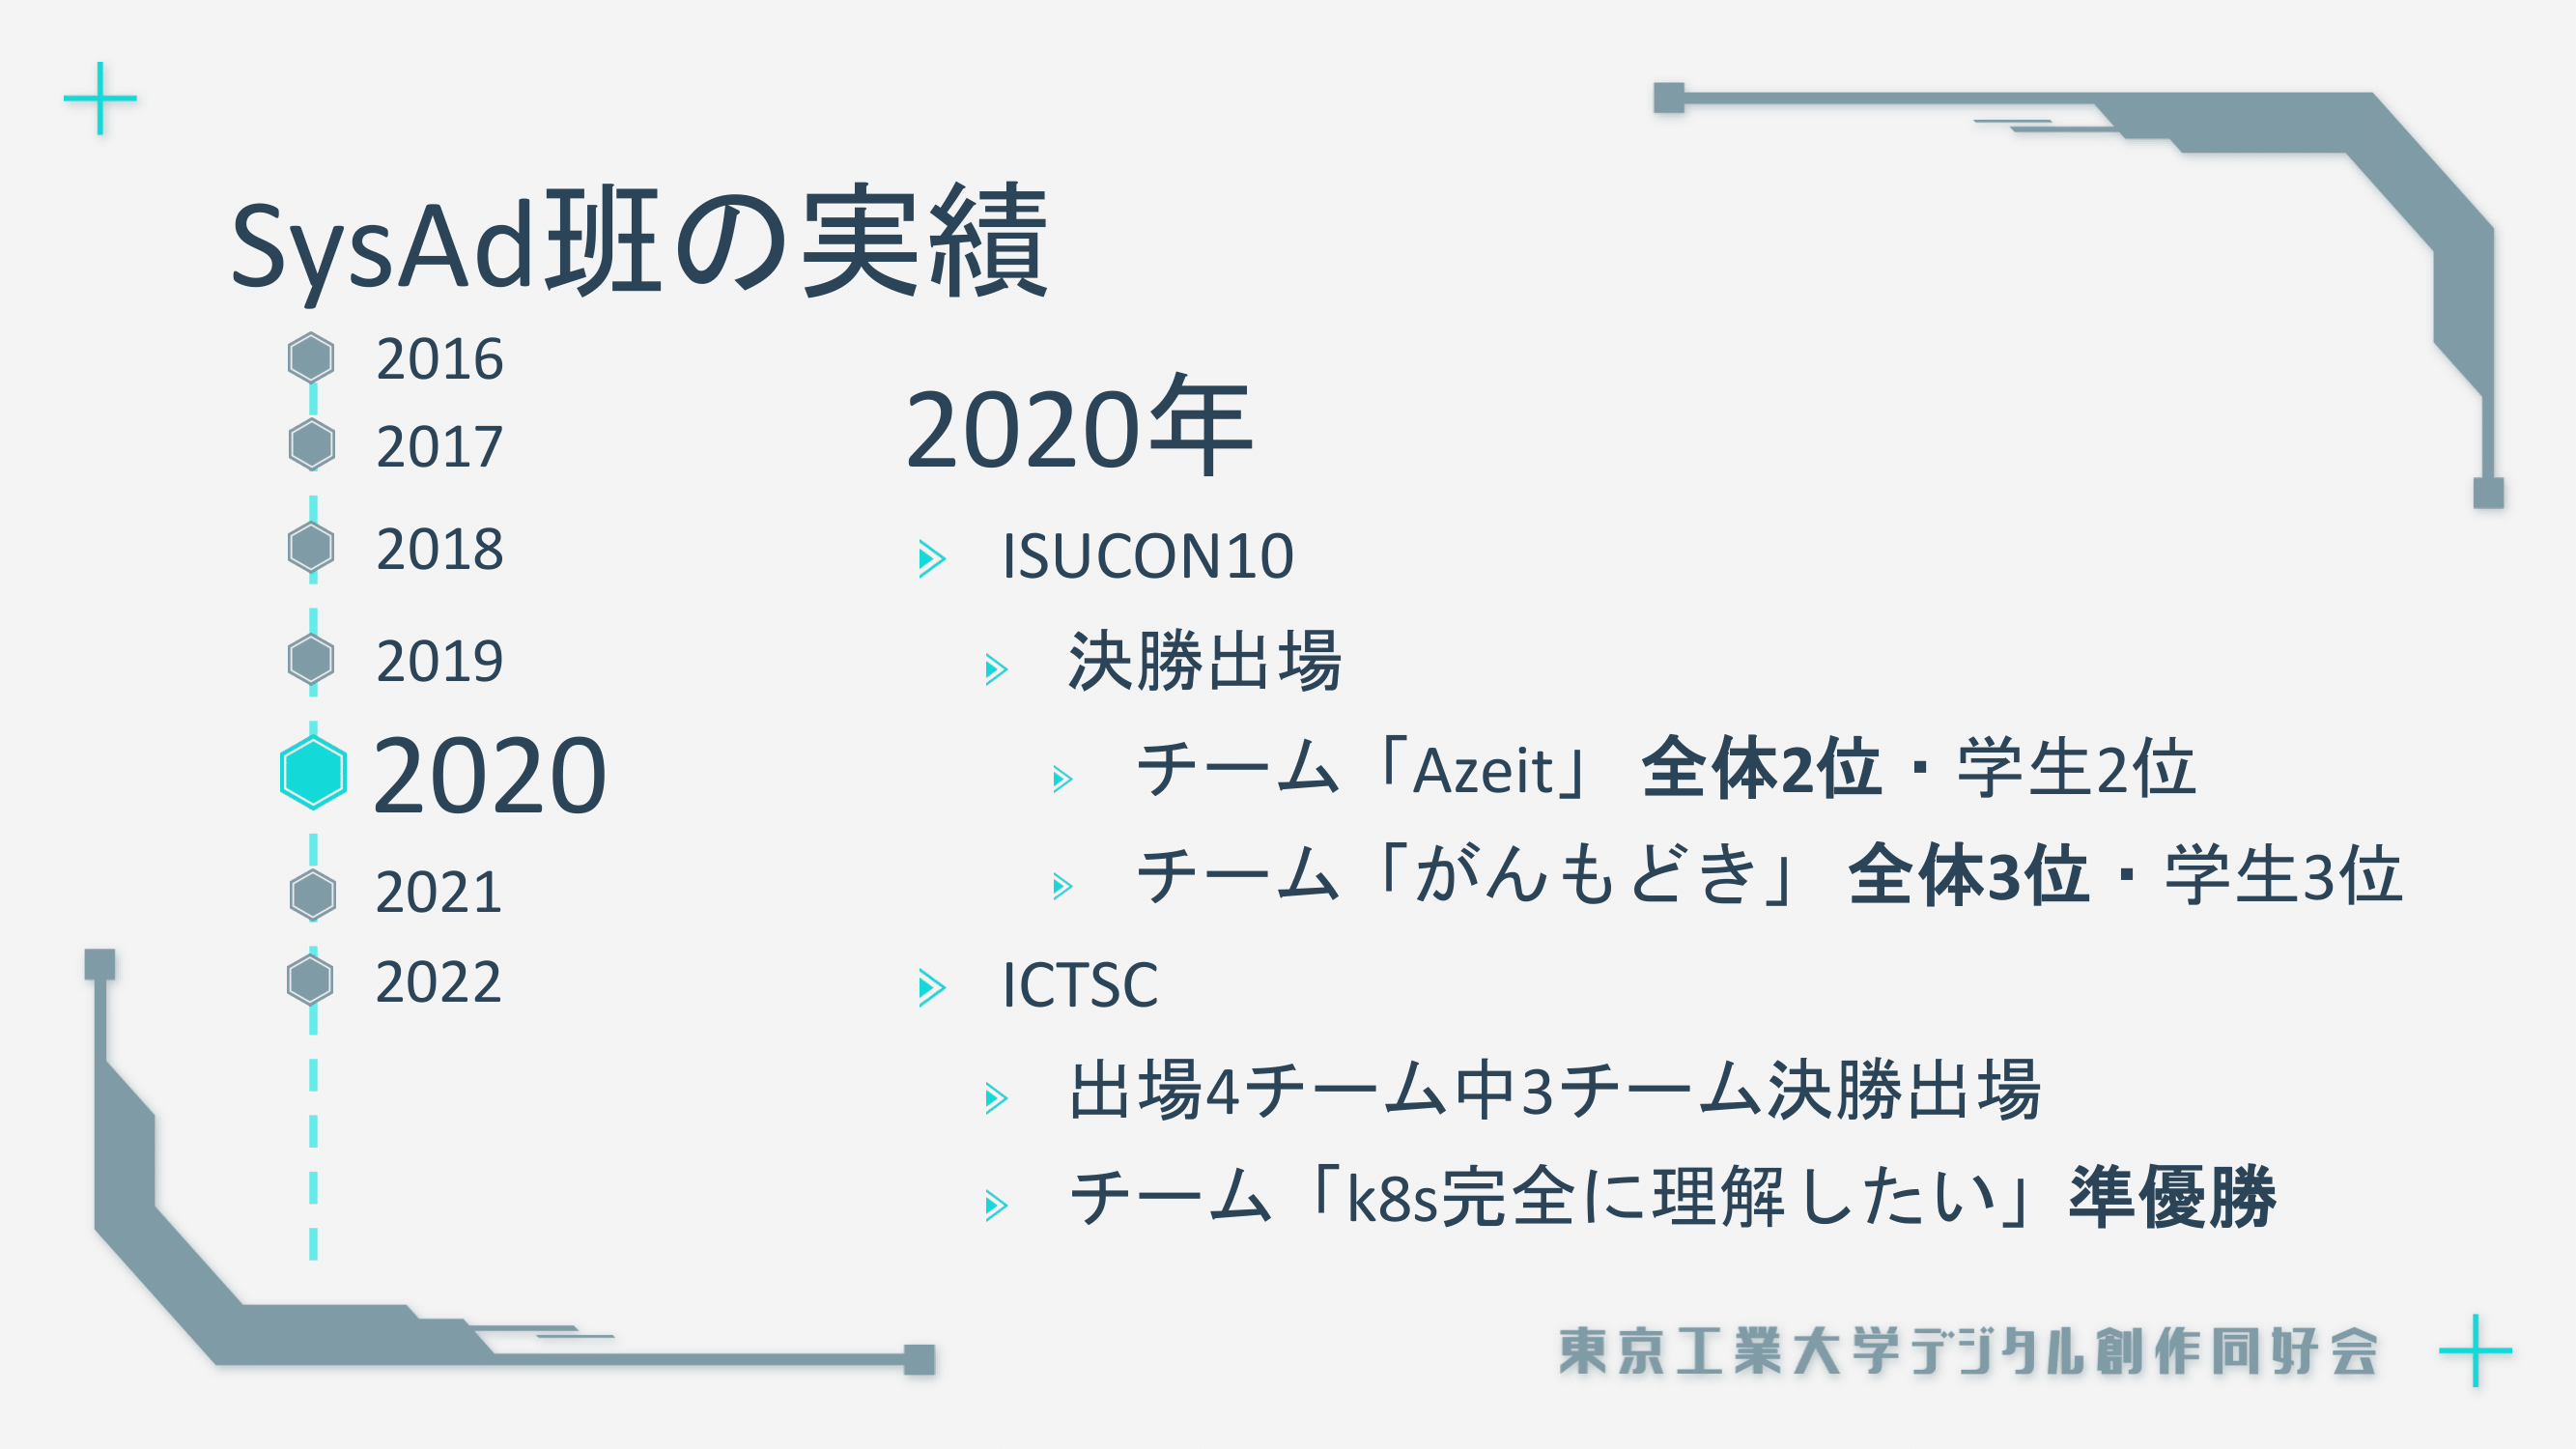 SysAd班の実績
2016
2017
2018
2019
2020
2021
2022
2020年
ISUCON10
決勝出場
チーム「Azeit」 全体2位・学生2位
チーム「がんもどき」 全体3位・学生3位
ICTSC
出場4チーム中3チーム決勝出場
チーム「k8s完全に理解したい」準優勝
東京工業大学デジタル創作同好会